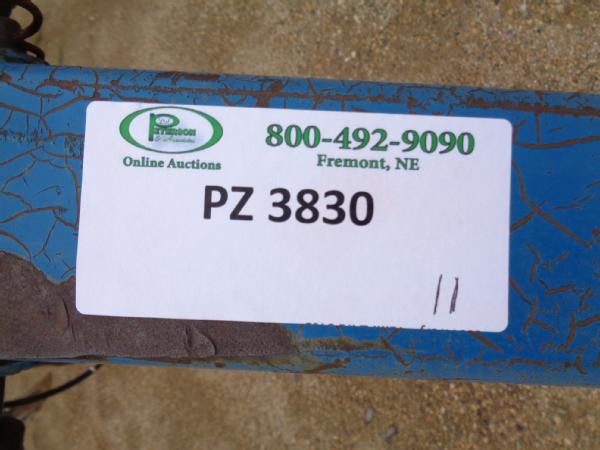 PETERSON
800-492-9090
Online Auctions
Fremont, NE
PZ 3830
11